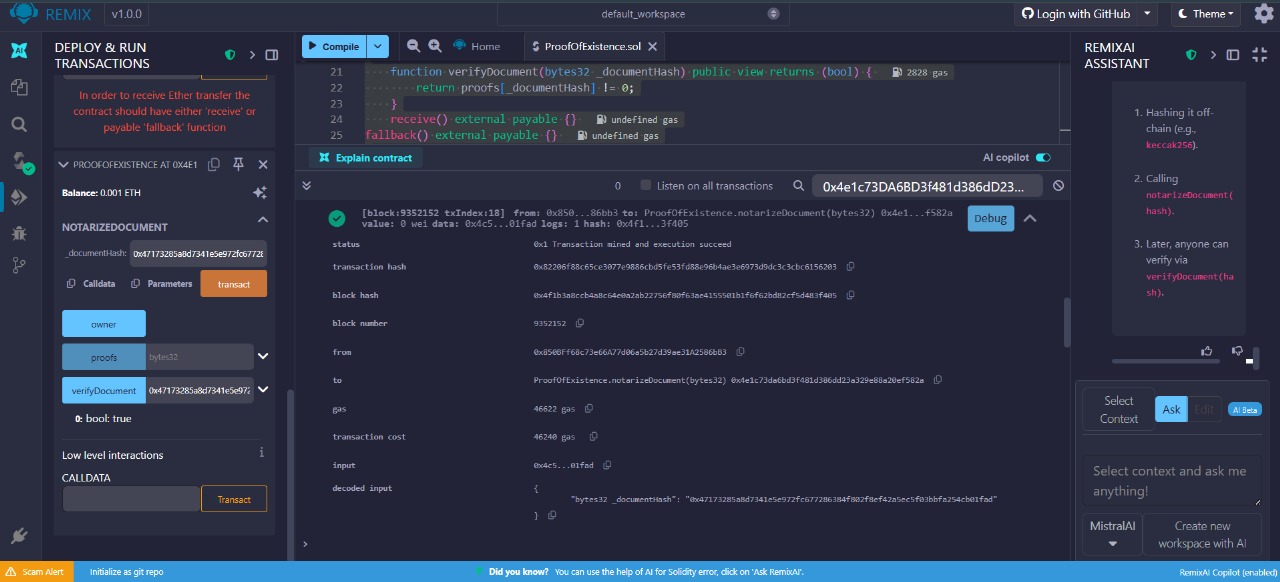 REMIX v1.0.0
default_workspace
Login with GitHub
Theme
DEPLOY & RUN
TRANSACTIONS
In order to receive Ether transfer the
contract should have either 'receive' or
payable 'fallback' function
PROOFOFEXISTENCE AT 0X4E1
Balance: 0.001 ETH
NOTARIZEDOCUMENT
_documentHash: 0x47173285a8d7341e5e972fc67728
Calldata Parameters transact
owner
proofs bytes32
verifyDocument 0x47173285a8d7341e5e972
0: bool: true
Low level interactions
CALLDATA
Transact
Compile Home ProofOfExistence.sol
21 function verifyDocument(bytes32 _documentHash) public view returns (bool) { 2828 gas
22 return proofs[_documentHash] != 0;
23 }
24 receive() external payable {} undefined gas
25 fallback() external payable {} undefined gas
Explain contract AI copilot
0 Listen on all transactions 0x4e1c73DA6BD3f481d386dD23...
[block:9352152 txIndex:18] from: 0x850...86bb3 to: ProofOfExistence.notarizeDocument(bytes32) 0x4e1...f582a
value: 0 wei data: 0x4c5...01fad logs: 1 hash: 0x4f1...3f405
Debug
status 0x1 Transaction mined and execution succeed
transaction hash 0x82206f88c65ce3077e9886cbd5fe53fd88e96b4ae3e6973d9dc3c3cbc6156203
block hash 0x4f1b3a8ccb4a8c64e0a2ab22756f80f63ae4155501b1f6f62bd82cf5d483f405
block number 9352152
from 0x850BFf68c73e66A77d06a5b27d39ae31A2586bB3
to ProofOfExistence.notarizeDocument(bytes32) 0x4e1c73da6bd3f481d386dd23a329e88a20ef582a
gas 46622 gas
transaction cost 46240 gas
input 0x4c5...01fad
decoded input {
"bytes32 _documentHash": "0x47173285a8d7341e5e972fc677286384f802f8ef42a5ec5f03bbfa254cb01fad"
}
>
REMIXAI
ASSISTANT
1. Hashing it off-
chain (e.g.,
keccak256).
2. Calling
notarizeDocument(
hash).
3. Later, anyone can
verify via
verifyDocument(ha
sh).
Select
Context
Ask Edit AI Beta
Select context and ask me
anything!
MistralAI
Create new
workspace with AI
Scam Alert Initialize as git repo Did you know? You can use the help of AI for Solidity error, click on 'Ask RemixAI'. RemixAI Copilot (enabled)